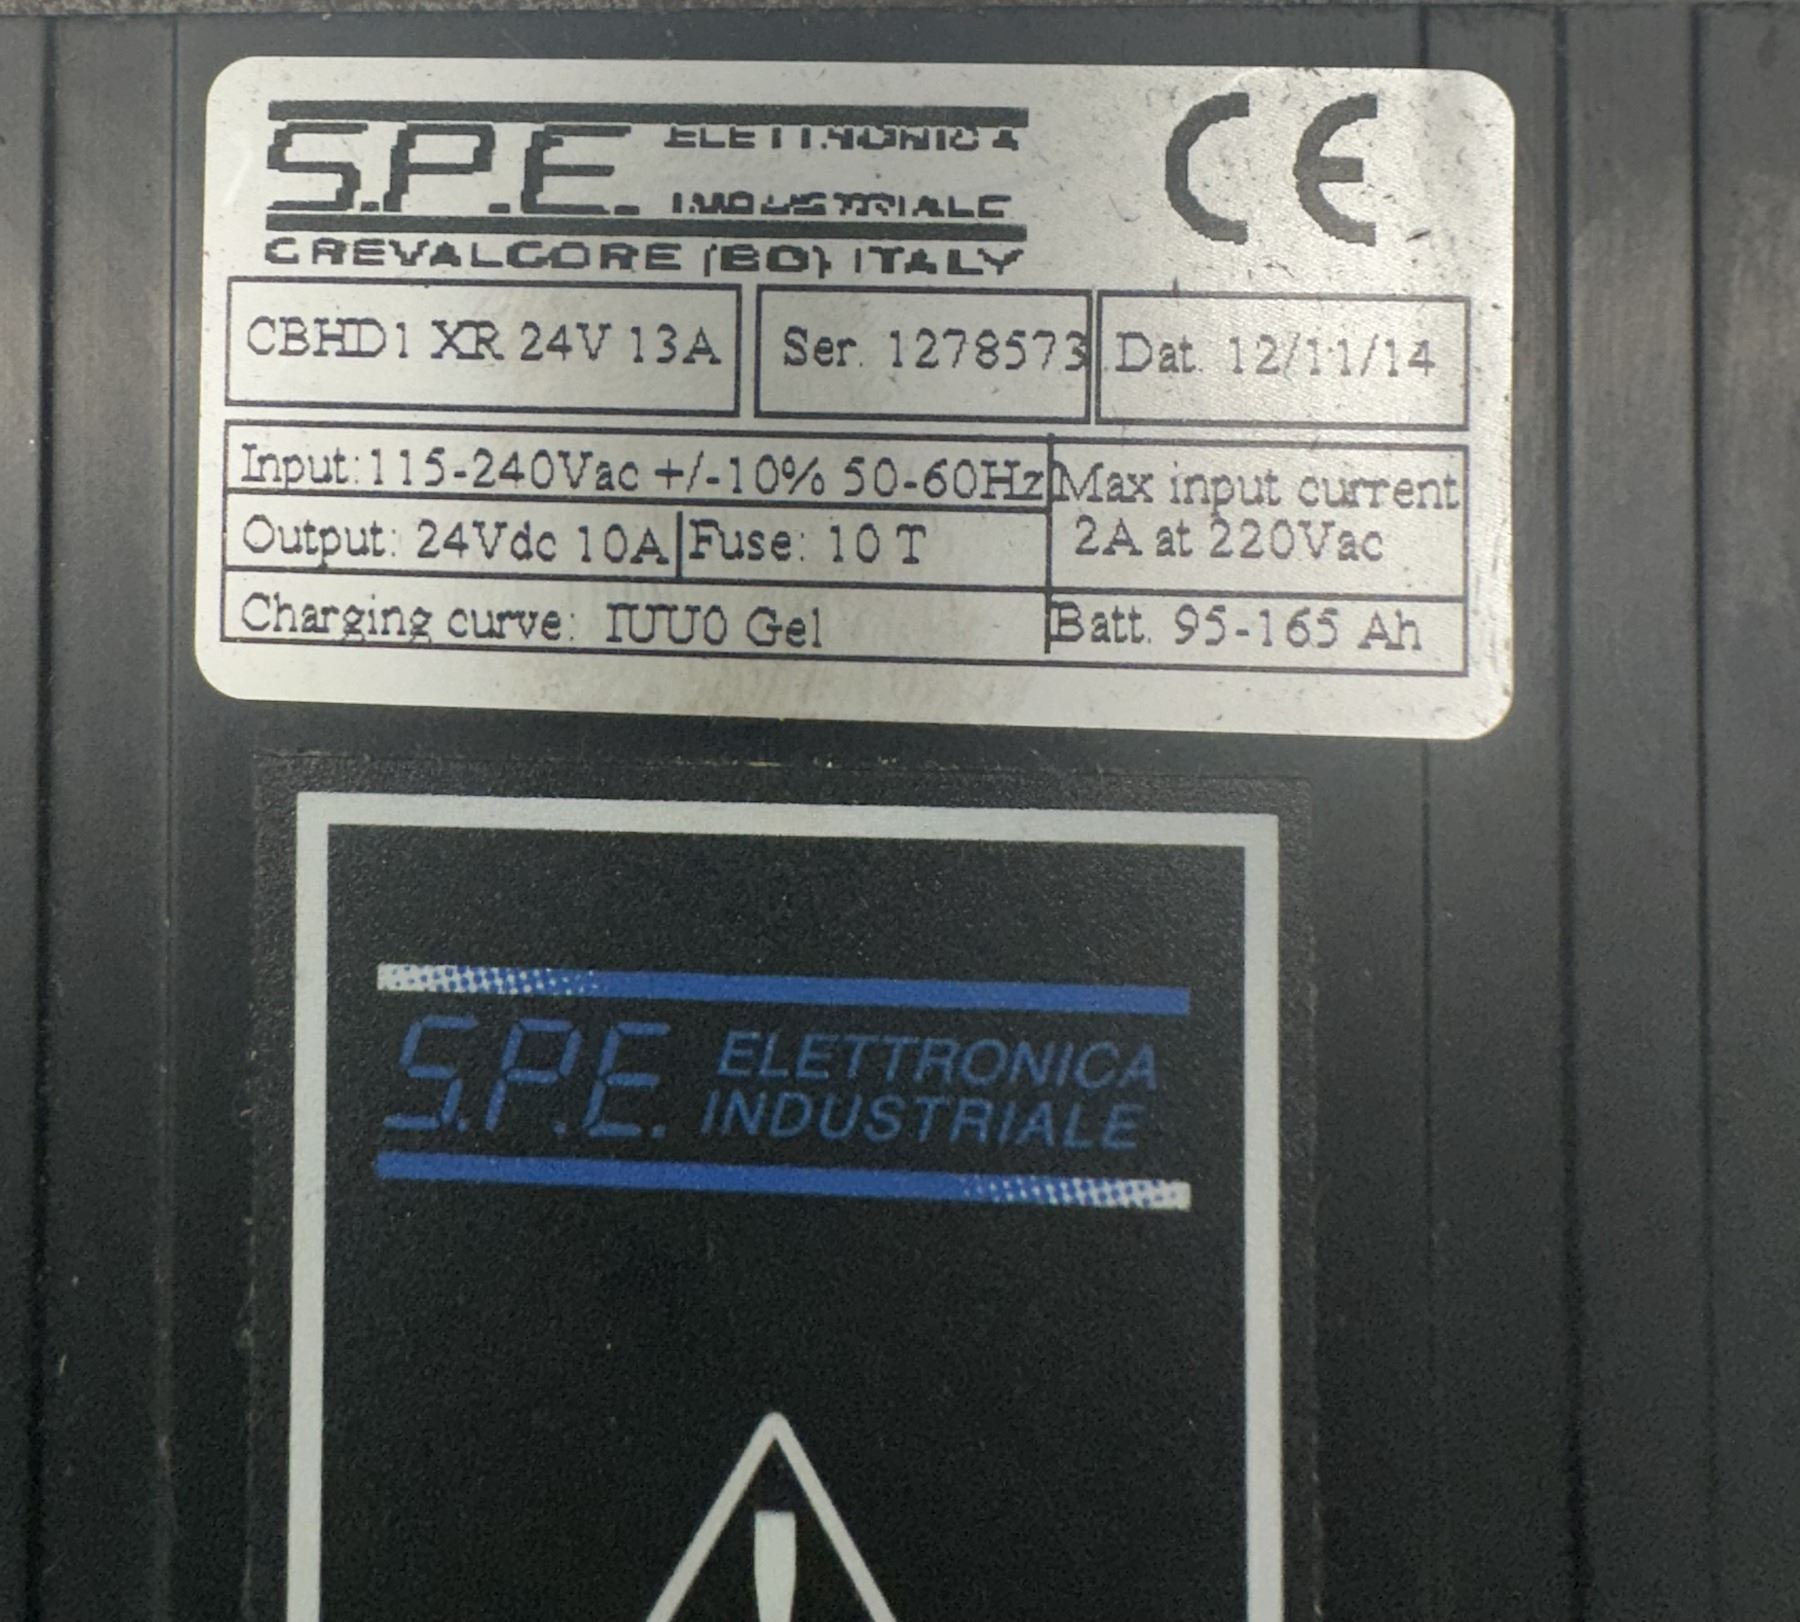 S.P.E. ELETTRONICA
INDUSTRIALE
CREVALCORE (BO) ITALY
CE
CBHD1 XR 24V 13A
Ser. 1278573
Dat. 12/11/14
Input:115-240Vac +/-10% 50-60Hz
Max input current
2A at 220Vac
Output: 24Vdc 10A
Fuse: 10 T
Charging curve: IUU0 Gel
Batt. 95-165 Ah
S.P.E. ELETTRONICA
INDUSTRIALE
!